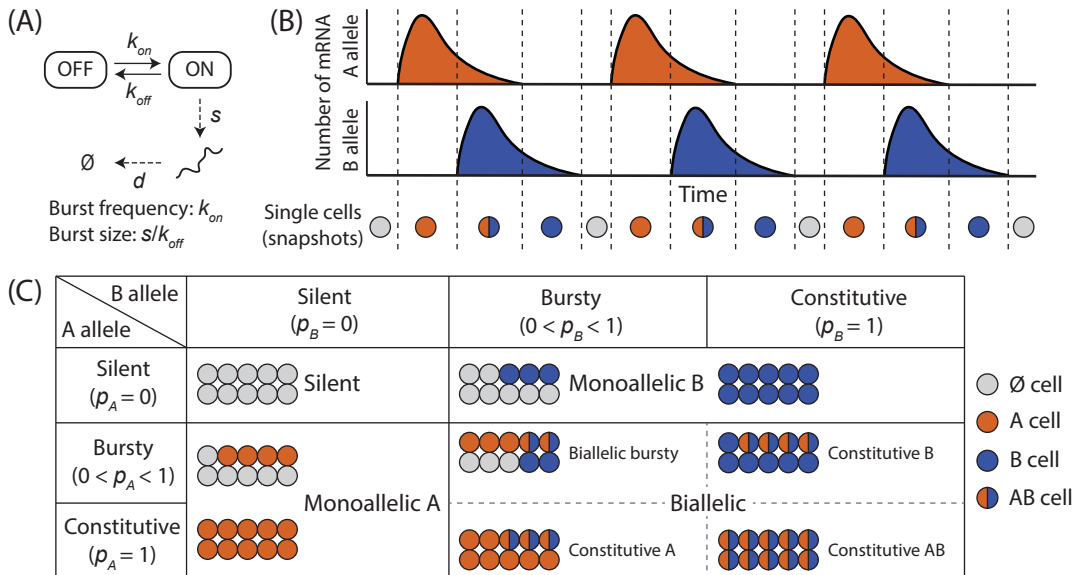 (A)
OFF
k_on
k_off
ON
s
Ø
d
Burst frequency: k_on
Burst size: s/k_off
(B)
Number of mRNA
A allele
B allele
Time
Single cells
(snapshots)
(C)
B allele
A allele
Silent
(p_B = 0)
Bursty
(0 < p_B < 1)
Constitutive
(p_B = 1)
Silent
(p_A = 0)
Silent
Monoallelic B
Bursty
(0 < p_A < 1)
Biallelic bursty
Constitutive B
Monoallelic A
Biallelic
Constitutive
(p_A = 1)
Constitutive A
Constitutive AB
Ø cell
A cell
B cell
AB cell